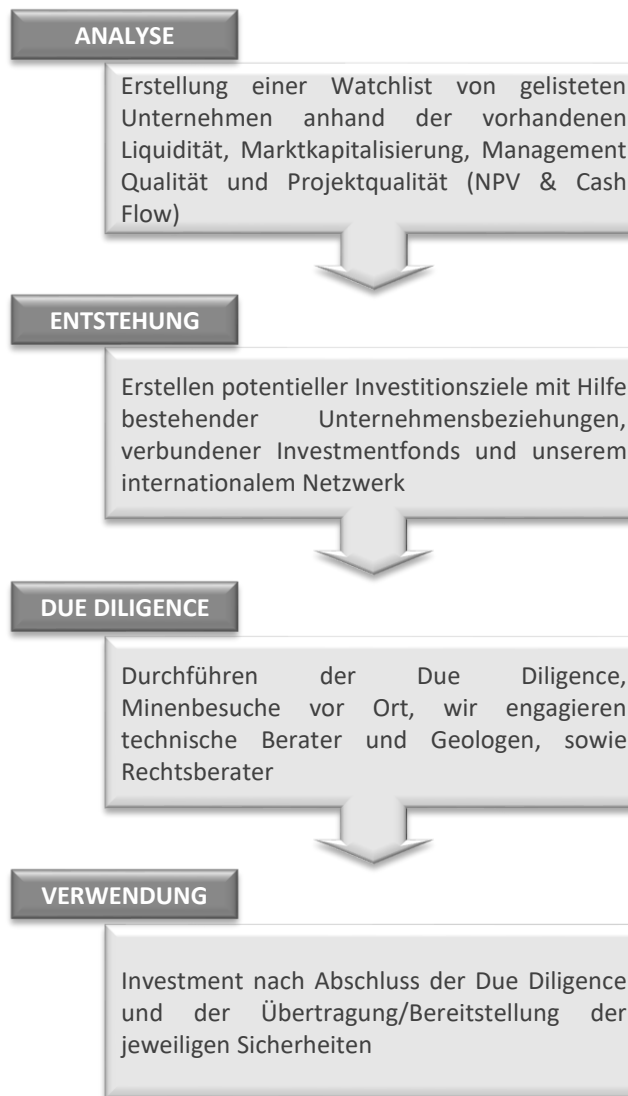 ANALYSE
Erstellung einer Watchlist von gelisteten
Unternehmen anhand der vorhandenen
Liquidität, Marktkapitalisierung, Management
Qualität und Projektqualität (NPV & Cash
Flow)
ENTSTEHUNG
Erstellen potentieller Investitionsziele mit Hilfe
bestehender Unternehmensbeziehungen,
verbundener Investmentfonds und unserem
internationalem Netzwerk
DUE DILIGENCE
Durchführen der Due Diligence,
Minenbesuche vor Ort, wir engagieren
technische Berater und Geologen, sowie
Rechtsberater
VERWENDUNG
Investment nach Abschluss der Due Diligence
und der Übertragung/Bereitstellung der
jeweiligen Sicherheiten